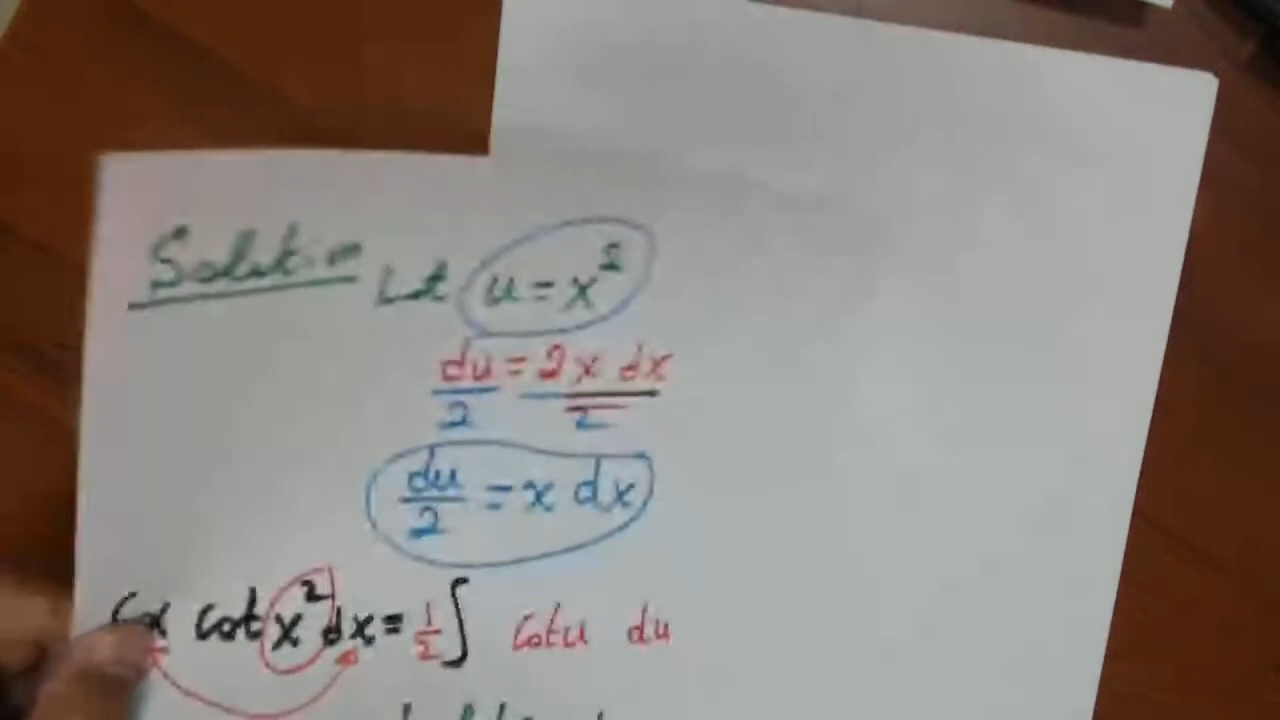 Solution Let u = x²
du = 2x dx
2 2
du/2 = x dx
x cot x² dx = 1/2 ∫ cot u du